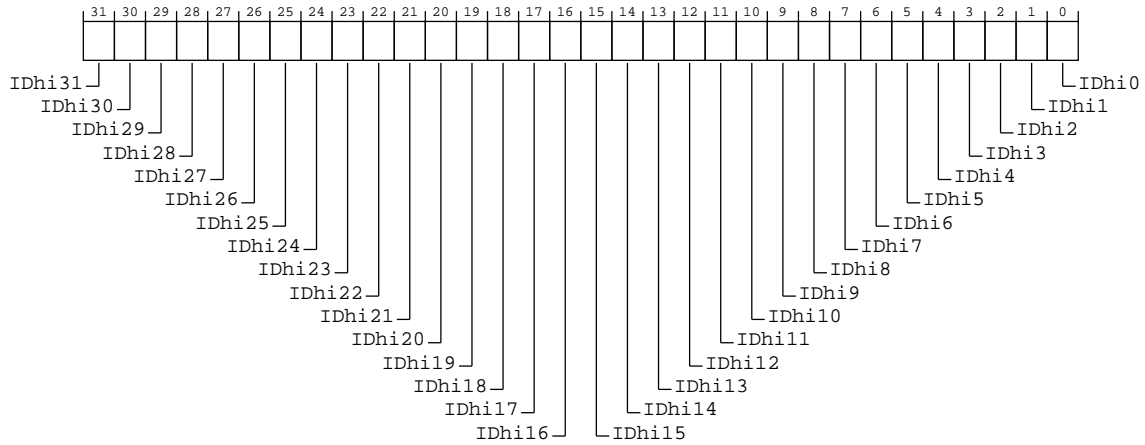 31 30 29 28 27 26 25 24 23 22 21 20 19 18 17 16 15 14 13 12 11 10 9 8 7 6 5 4 3 2 1 0
IDhi31 IDhi0
IDhi30 IDhi1
IDhi29 IDhi2
IDhi28 IDhi3
IDhi27 IDhi4
IDhi26 IDhi5
IDhi25 IDhi6
IDhi24 IDhi7
IDhi23 IDhi8
IDhi22 IDhi9
IDhi21 IDhi10
IDhi20 IDhi11
IDhi19 IDhi12
IDhi18 IDhi13
IDhi17 IDhi14
IDhi16 IDhi15